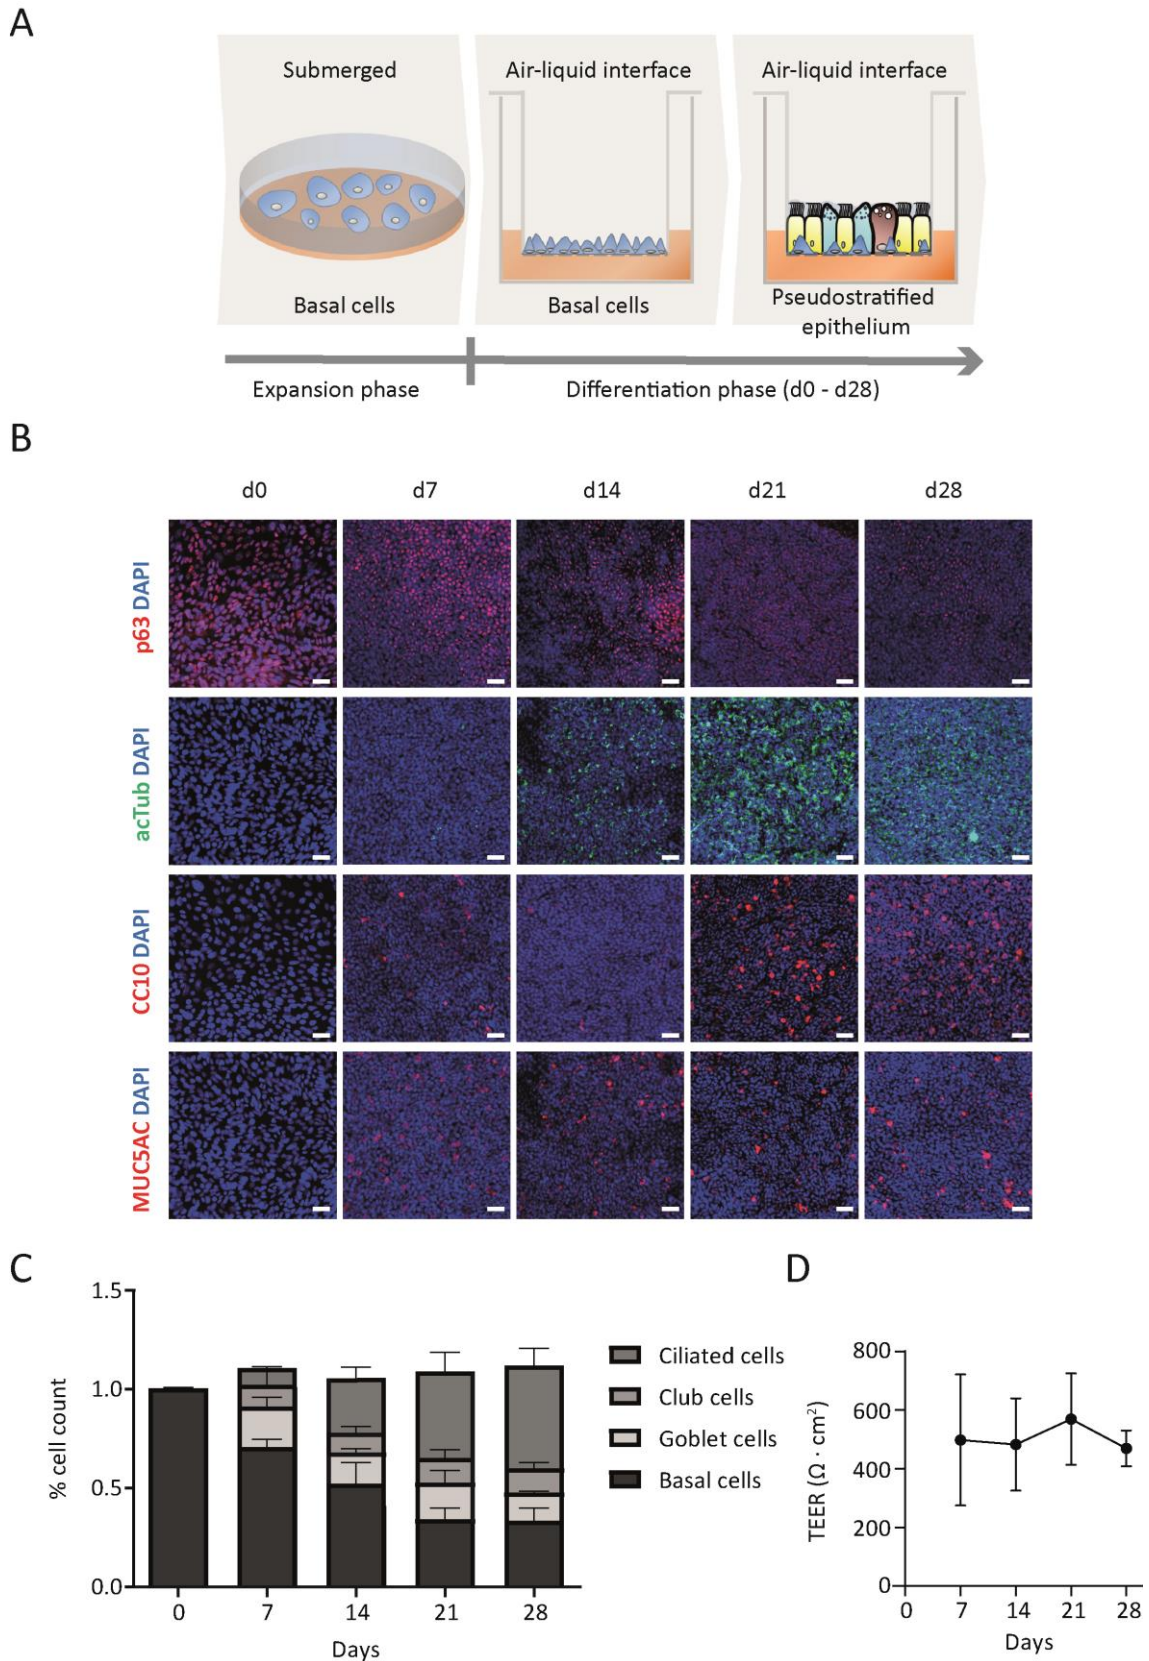 A
Submerged
Air-liquid interface
Air-liquid interface
Basal cells
Basal cells
Pseudostratified
epithelium
Expansion phase
Differentiation phase (d0 - d28)
B
d0
d7
d14
d21
d28
p63 DAPI
acTub DAPI
CC10 DAPI
MUC5AC DAPI
C
% cell count
1.5
1.0
0.5
0.0
0
7
14
21
28
Days
Ciliated cells
Club cells
Goblet cells
Basal cells
D
TEER (Ω · cm²)
800
600
400
200
0
0
7
14
21
28
Days